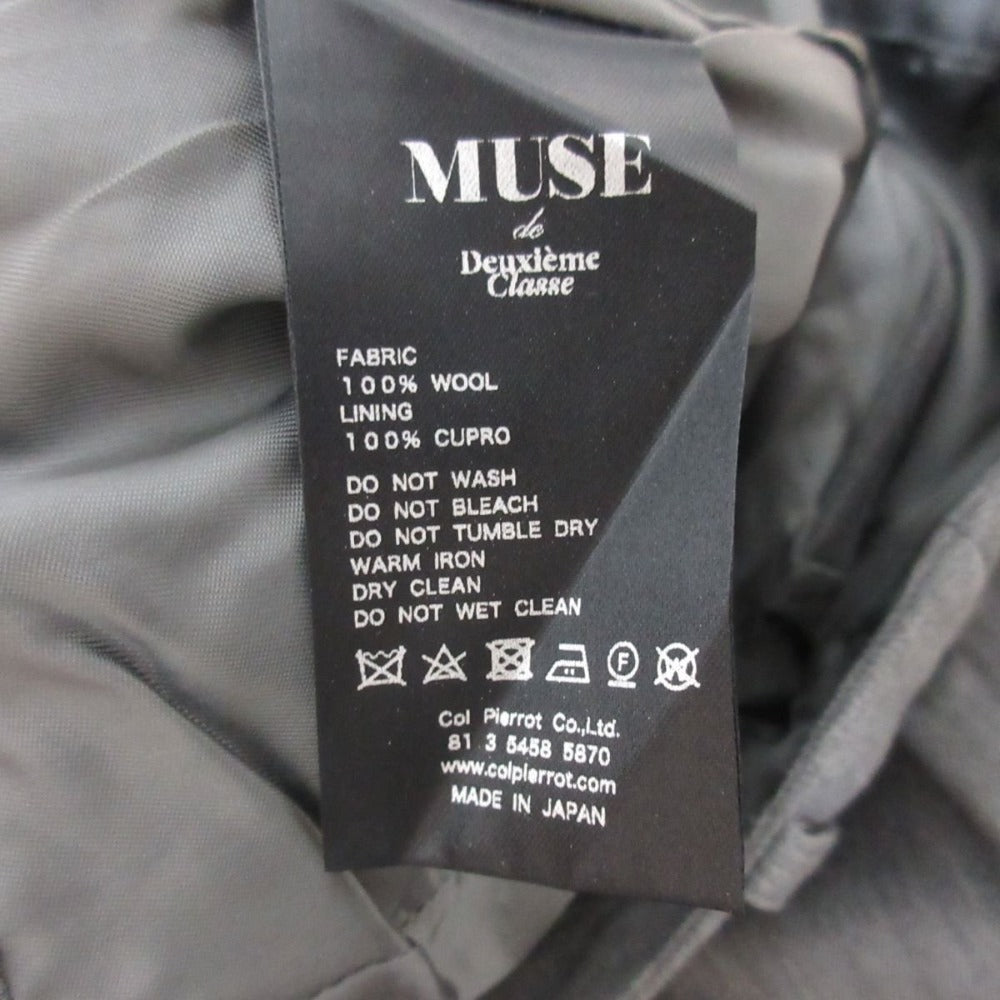 MUSE
de
Deuxième
Classe
FABRIC
100% WOOL
LINING
100% CUPRO
DO NOT WASH
DO NOT BLEACH
DO NOT TUMBLE DRY
WARM IRON
DRY CLEAN
DO NOT WET CLEAN
F W
Col Pierrot Co.,Ltd.
81 3 5458 5870
www.colpierrot.com
MADE IN JAPAN